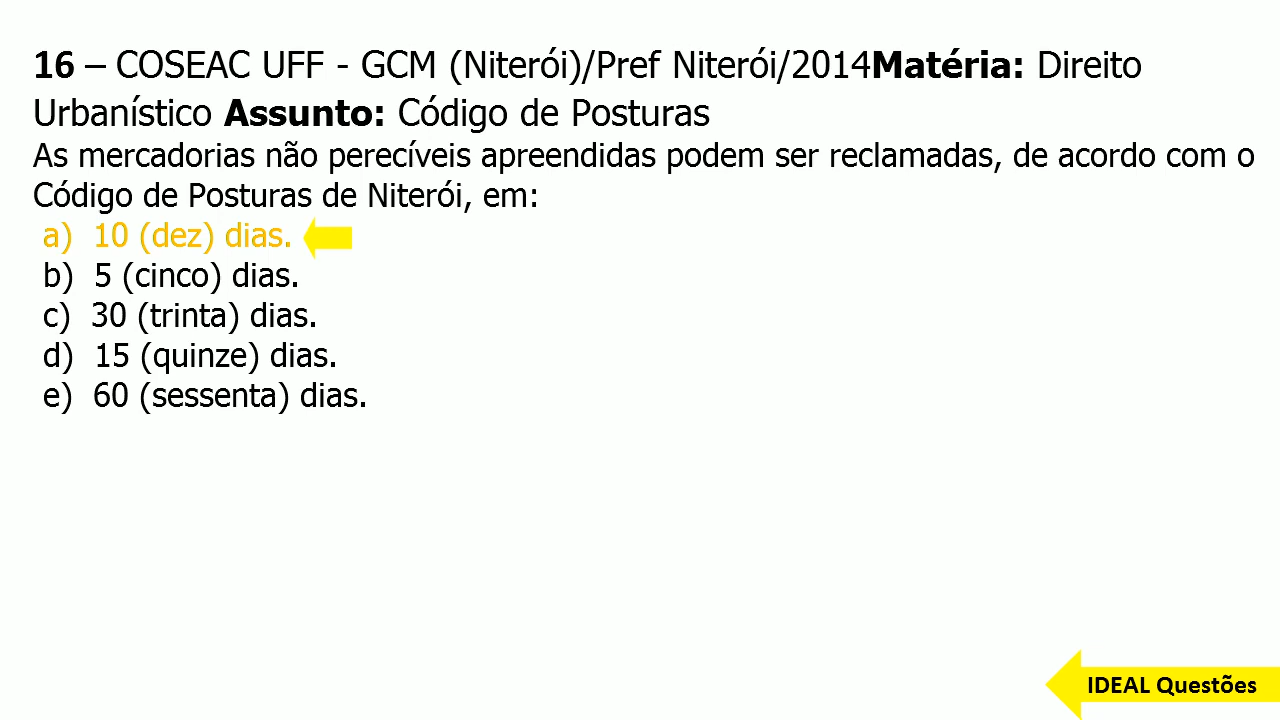 16 – COSEAC UFF - GCM (Niterói)/Pref Niterói/2014Matéria: Direito
Urbanístico Assunto: Código de Posturas
As mercadorias não perecíveis apreendidas podem ser reclamadas, de acordo com o
Código de Posturas de Niterói, em:
a) 10 (dez) dias.
b) 5 (cinco) dias.
c) 30 (trinta) dias.
d) 15 (quinze) dias.
e) 60 (sessenta) dias.
IDEAL Questões